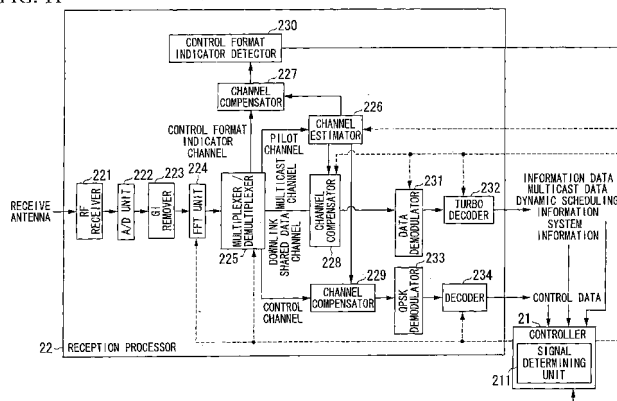 230
CONTROL FORMAT
INDICATOR DETECTOR
227
CHANNEL
COMPENSATOR
226
CHANNEL
ESTIMATOR
CONTROL FORMAT
INDICATOR
CHANNEL
PILOT
CHANNEL
MULTICAST
CHANNEL
DOWNLINK
SHARED DATA
CHANNEL
RECEIVE
ANTENNA
221
RF
RECEIVER
222
A/D UNIT
223
GI
REMOVER
224
FFT UNIT
MULTIPLEXER/
DEMULTIPLEXER
225
CHANNEL
COMPENSATOR
228
231
DATA
DEMODULATOR
232
TURBO
DECODER
INFORMATION DATA
MULTICAST DATA
DYNAMIC SCHEDULING
INFORMATION
SYSTEM
INFORMATION
CONTROL
CHANNEL
229
CHANNEL
COMPENSATOR
233
QPSK
DEMODULATOR
234
DECODER
CONTROL DATA
22
RECEPTION PROCESSOR
21
CONTROLLER
SIGNAL
DETERMINING
UNIT
211